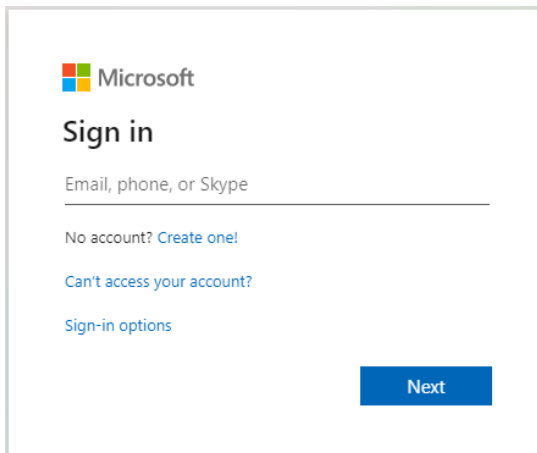 Microsoft
Sign in
Email, phone, or Skype
No account? Create one!
Can't access your account?
Sign-in options
Next